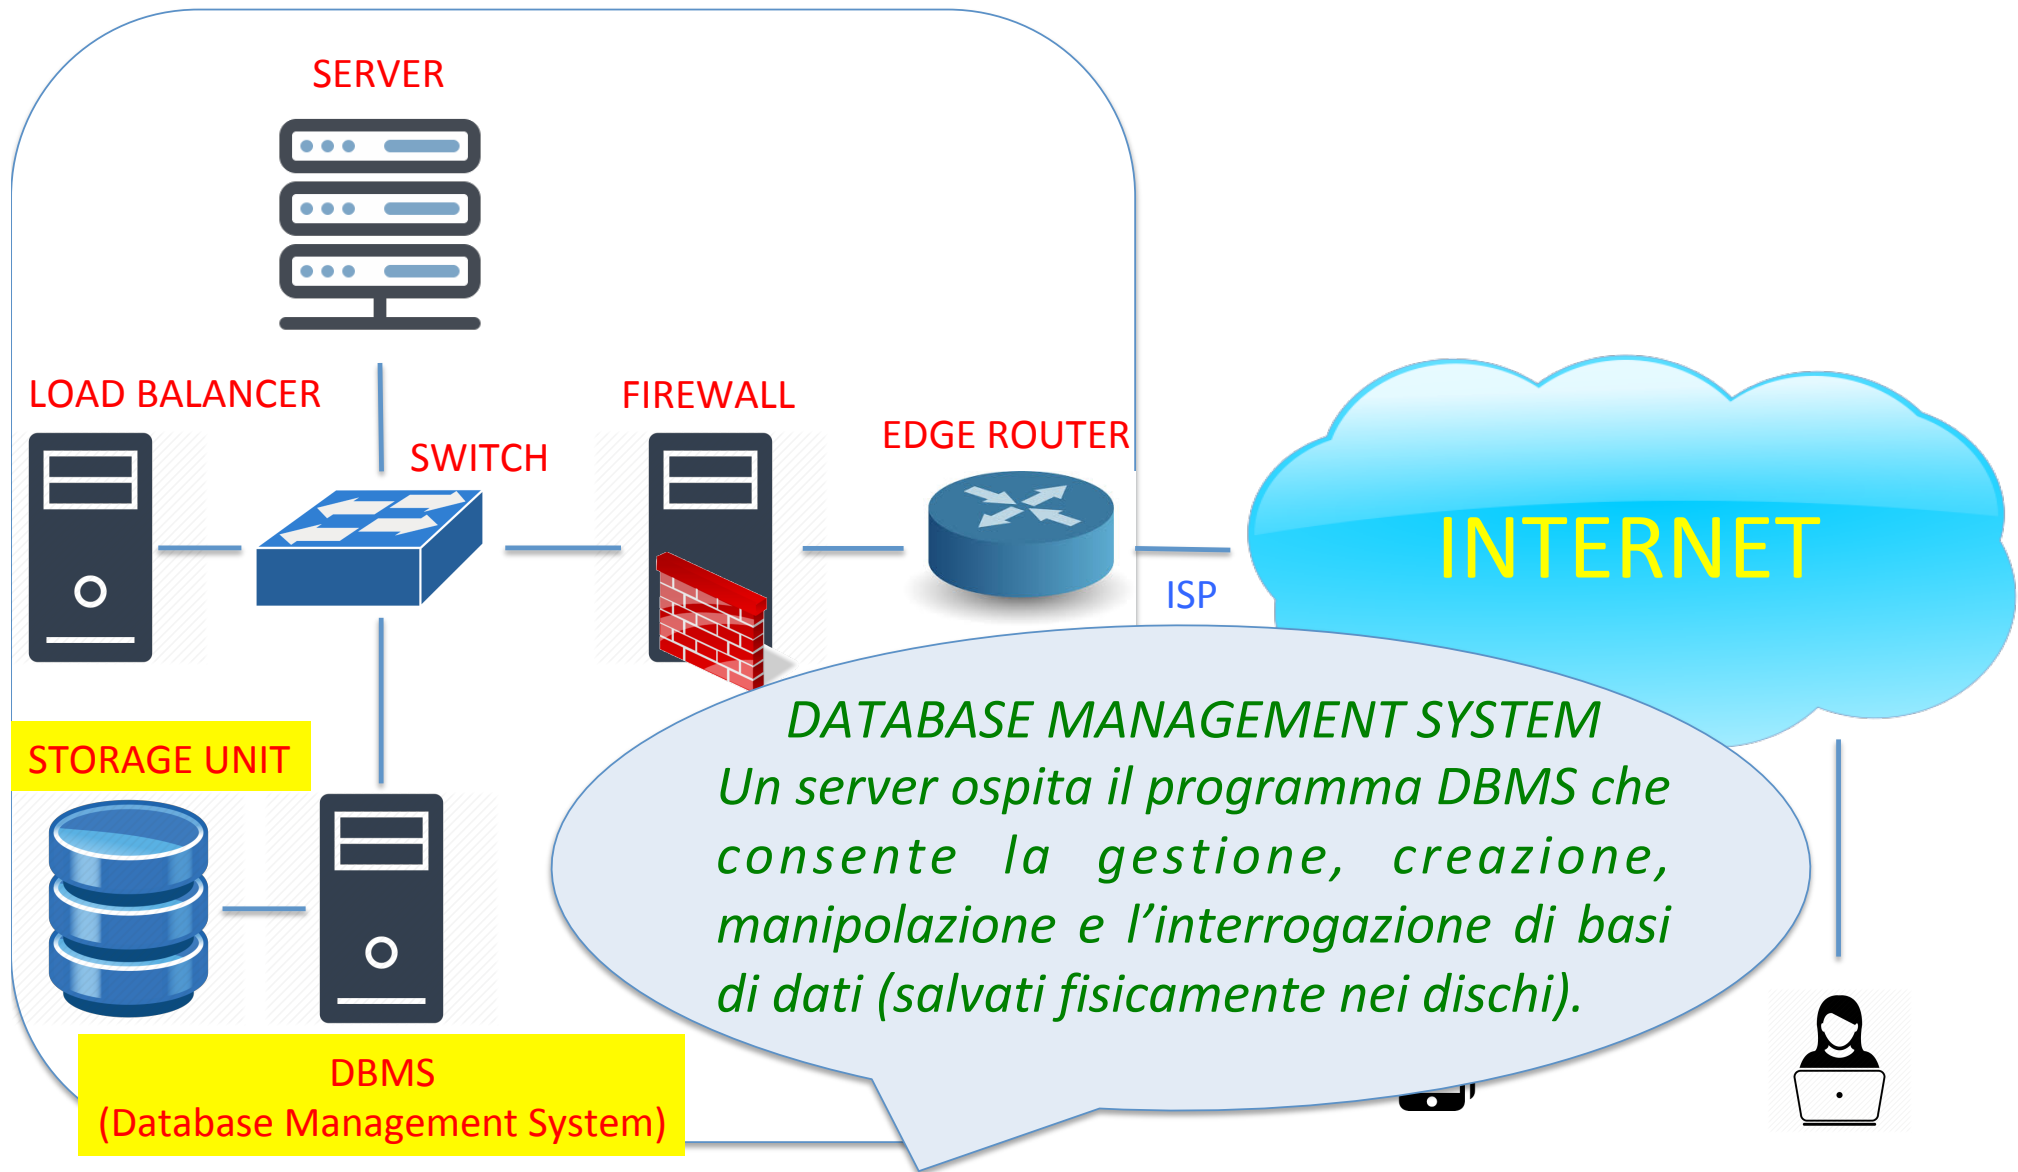 SERVER
LOAD BALANCER
FIREWALL
SWITCH
EDGE ROUTER
INTERNET
ISP
STORAGE UNIT
DATABASE MANAGEMENT SYSTEM
Un server ospita il programma DBMS che
consente la gestione, creazione,
manipolazione e l’interrogazione di basi
di dati (salvati fisicamente nei dischi).
DBMS
(Database Management System)